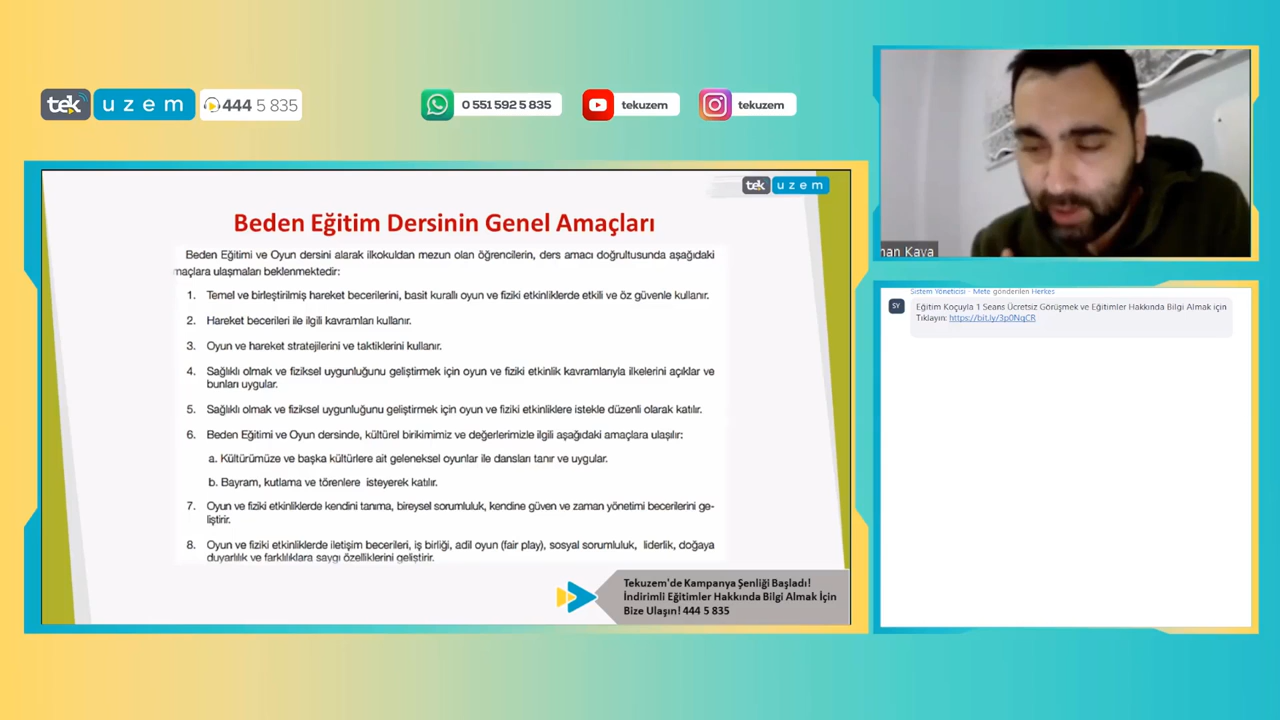 tek uzem 444 5 835
0 551 592 5 835
tekuzem
tekuzem
tek uzem
Beden Eğitim Dersinin Genel Amaçları
Beden Eğitimi ve Oyun dersini alarak ilkokuldan mezun olan öğrencilerin, ders amacı doğrultusunda aşağıdaki
maçlara ulaşmaları beklenmektedir:
1. Temel ve birleştirilmiş hareket becerilerini, basit kurallı oyun ve fiziki etkinliklerde etkili ve öz güvenle kullanır.
2. Hareket becerileri ile ilgili kavramları kullanır.
3. Oyun ve hareket stratejilerini ve taktiklerini kullanır.
4. Sağlıklı olmak ve fiziksel uygunluğunu geliştirmek için oyun ve fiziki etkinlik kavramlarıyla ilkelerini açıklar ve
bunları uygular.
5. Sağlıklı olmak ve fiziksel uygunluğunu geliştirmek için oyun ve fiziki etkinliklere istekle düzenli olarak katılır.
6. Beden Eğitimi ve Oyun dersinde, kültürel birikimimiz ve değerlerimizle ilgili aşağıdaki amaçlara ulaşılır:
a. Kültürümüze ve başka kültürlere ait geleneksel oyunlar ile dansları tanır ve uygular.
b. Bayram, kutlama ve törenlere isteyerek katılır.
7. Oyun ve fiziki etkinliklerde kendini tanıma, bireysel sorumluluk, kendine güven ve zaman yönetimi becerilerini ge-
liştirir.
8. Oyun ve fiziki etkinliklerde iletişim becerileri, iş birliği, adil oyun (fair play), sosyal sorumluluk, liderlik, doğaya
duyarlılık ve farklılıklara saygı özelliklerini geliştirir.
Tekuzem'de Kampanya Şenliği Başladı!
İndirimli Eğitimler Hakkında Bilgi Almak İçin
Bize Ulaşın! 444 5 835
nan Kaya
Sistem Yöneticisi - Mete gönderilen Herkes
SY
Eğitim Koçuyla 1 Seans Ücretsiz Görüşmek ve Eğitimler Hakkında Bilgi Almak için
Tıklayın: https://bit.ly/3p0NqCR